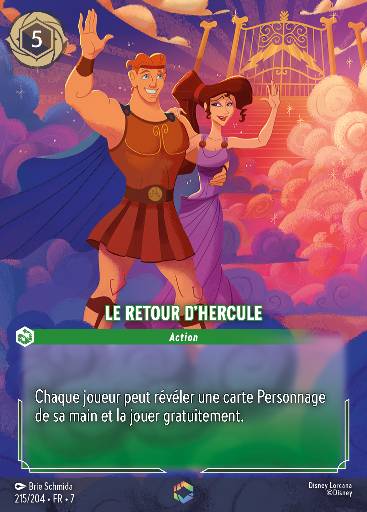 5
LE RETOUR D'HERCULE
Action
Chaque joueur peut révéler une carte Personnage
de sa main et la jouer gratuitement.
Brie Schmida
Disney Lorcana
215/204 • FR • 7
©Disney